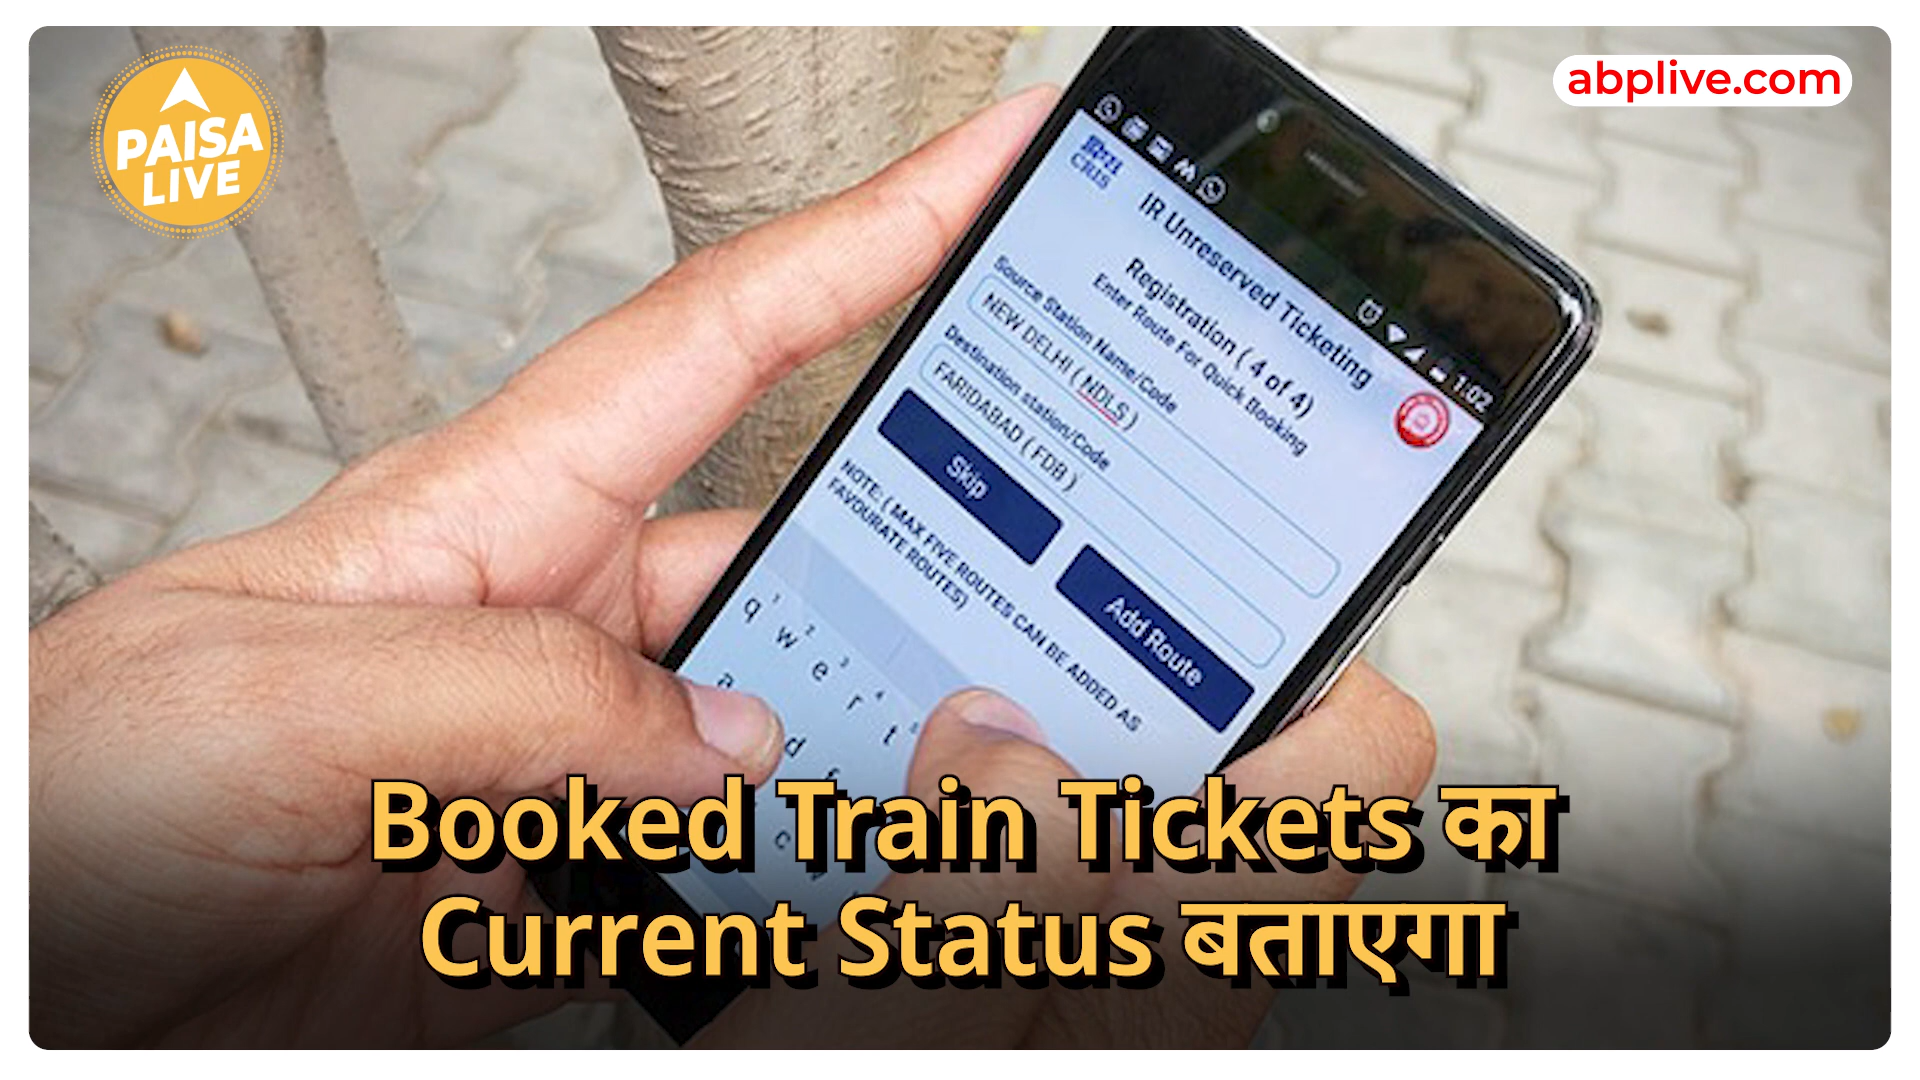 PAISA
LIVE
abplive.com
CRIS
1:02
IR Unreserved Ticketing
Registration ( 4 of 4)
Enter Route For Quick Booking
Source Station Name/Code
NEW DELHI ( NDLS )
Destination station/Code
FARIDABAD ( FDB )
Skip
Add Route
NOTE: ( MAX FIVE ROUTES CAN BE ADDED AS
FAVOURATE ROUTES)
q w e r t
a d f
c
Booked Train Tickets का
Current Status बताएगा